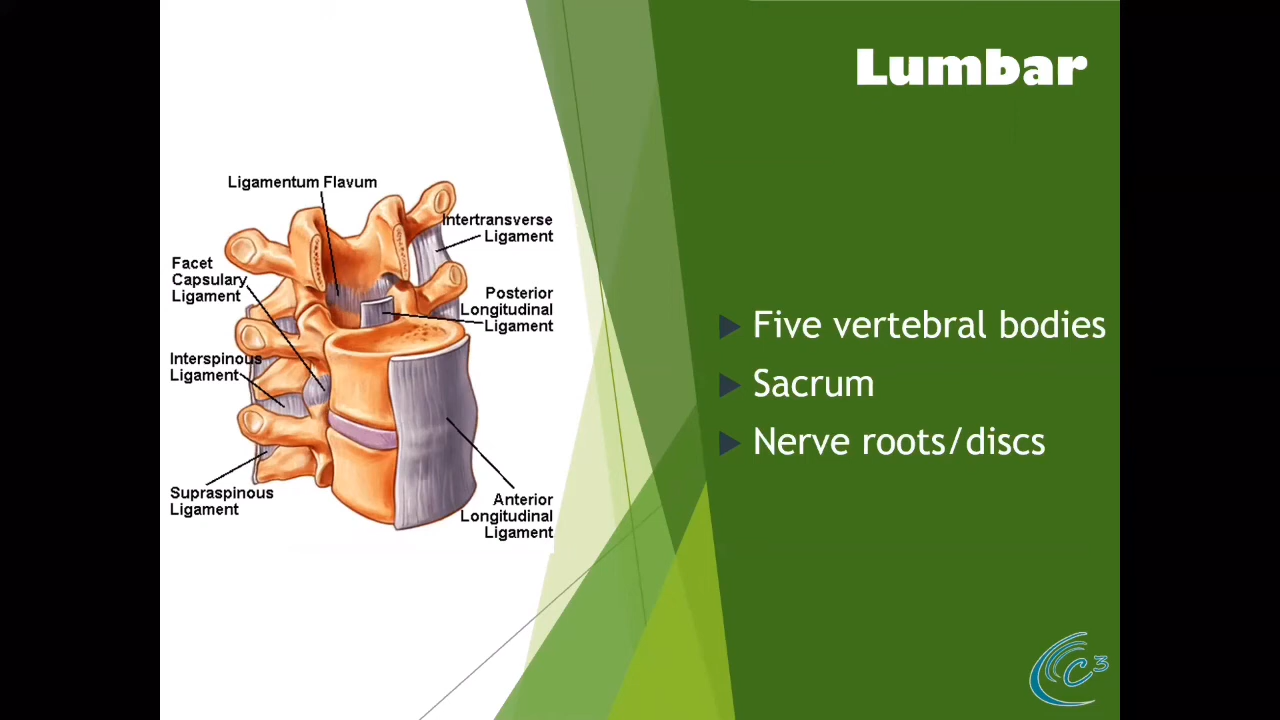 Lumbar
Ligamentum Flavum
Intertransverse
Ligament
Facet
Capsulary
Ligament
Posterior
Longitudinal
Ligament
Interspinous
Ligament
Supraspinous
Ligament
Anterior
Longitudinal
Ligament
Five vertebral bodies
Sacrum
Nerve roots/discs
C3